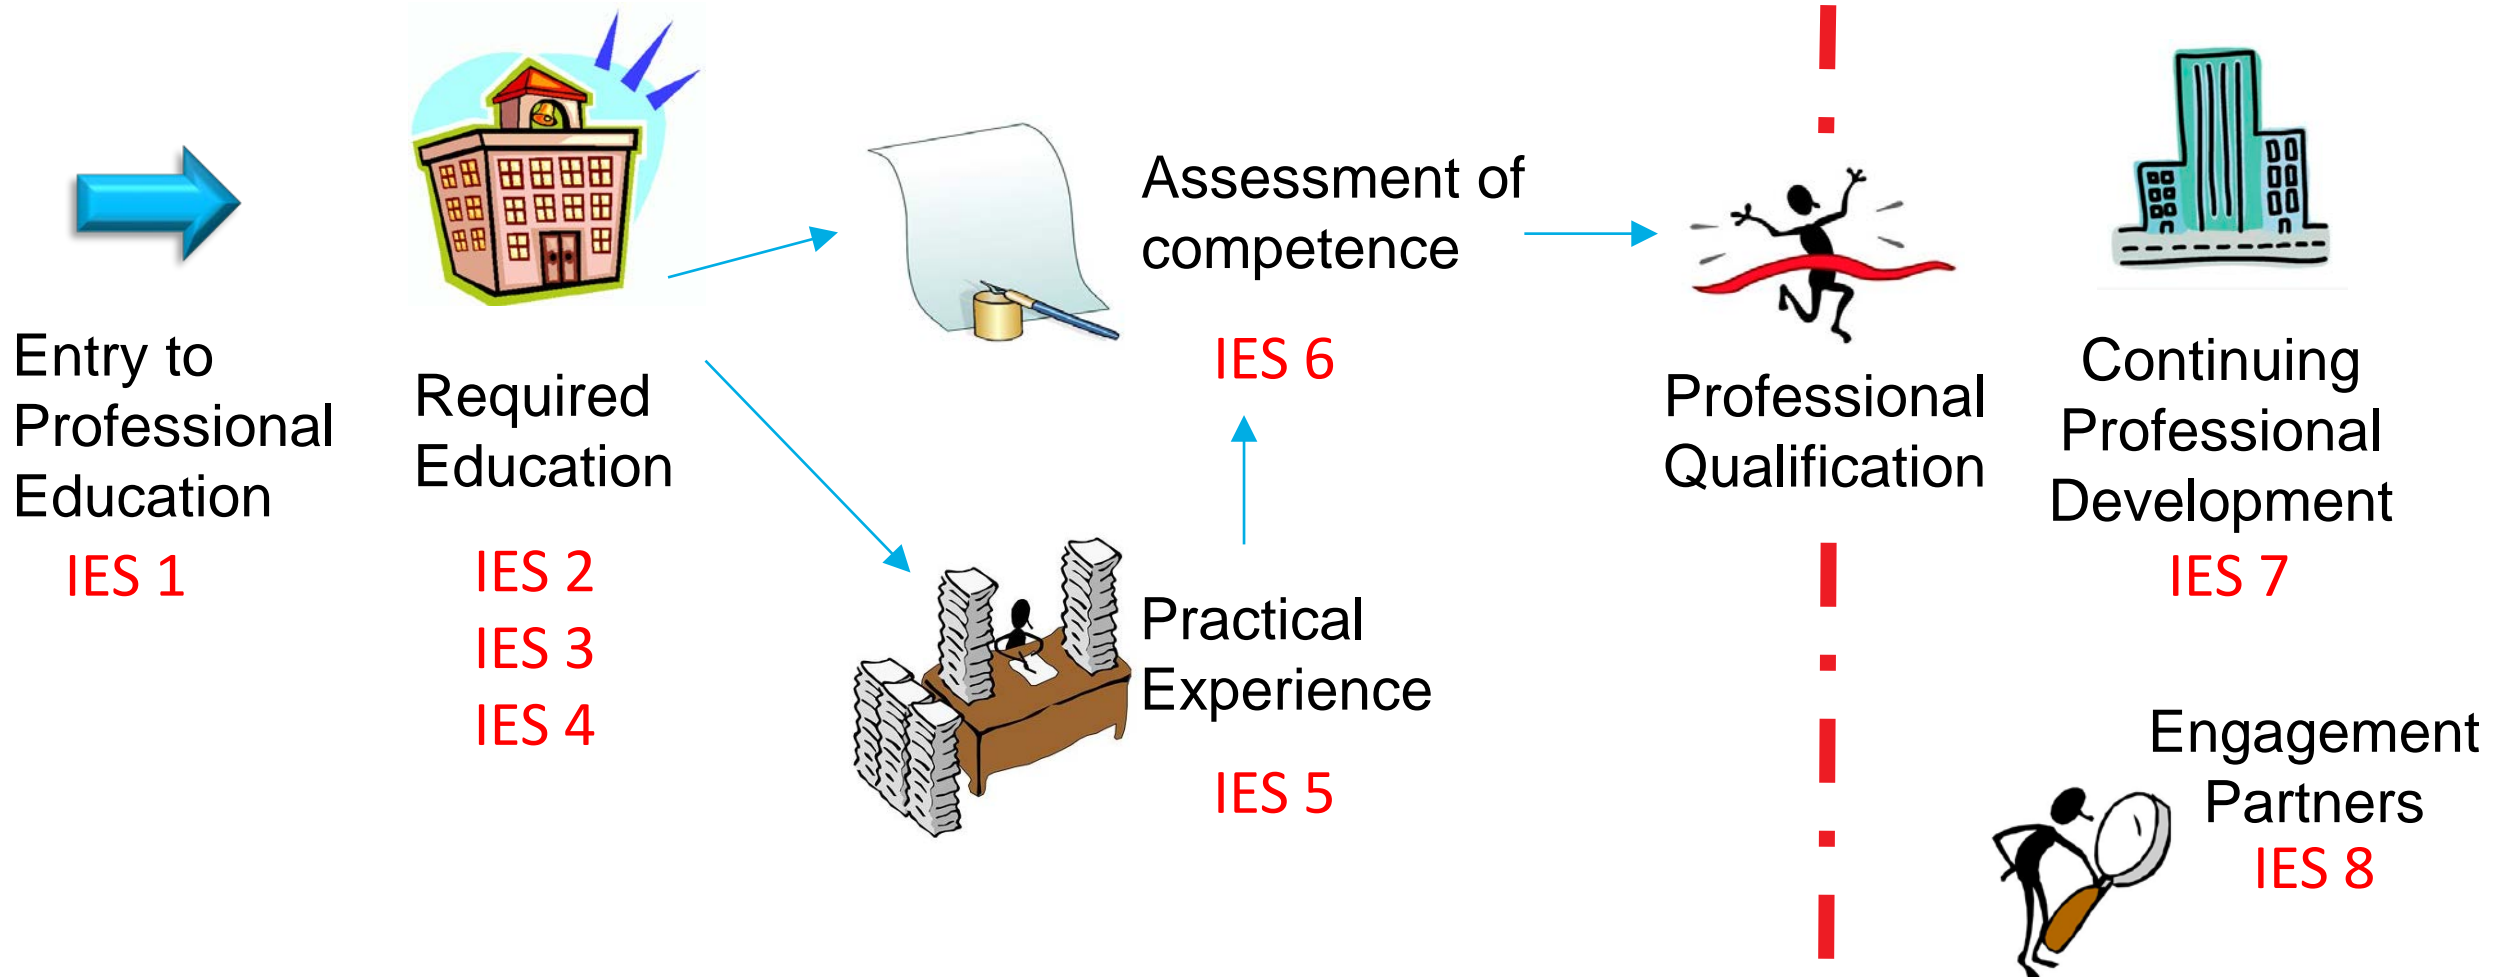 Entry to
Professional
Education
IES 1
Required
Education
IES 2
IES 3
IES 4
Assessment of
competence
IES 6
Practical
Experience
IES 5
Professional
Qualification
Continuing
Professional
Development
IES 7
Engagement
Partners
IES 8